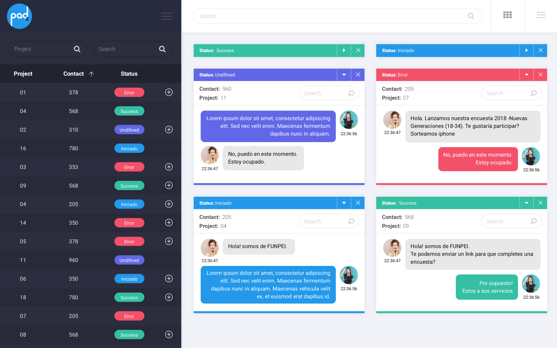 pad
Search
Project
Search
Project Contact Status
01 378 Error
04 568 Success
02 310 Undifined
16 780 Iniciado
03 353 Error
09 568 Success
04 205 Iniciado
14 350 Error
05 378 Error
11 960 Undifined
06 350 Iniciado
18 780 Success
07 205 Error
08 568 Success
Status: Success
Status: Iniciado
Status: Undifined
Contact: 960
Project: 11
Search
Lorem ipsum dolor sit amet, consectetur adipiscing
elit. Sed nec velit enim. Maecenas fermentum
dapibus nunc in aliquam.
22:36:56
No, puedo en este momento.
Estoy ocupado.
22:36:47
Status: Error
Contact: 205
Project: C7
Search
Hola. Lanzamos nuestra encuesta 2018 -Nuevas
Generaciones (18-34). Te gustaría participar?
Sorteamos iphone
22:36:47
No, puedo en este momento.
Estoy ocupado.
22:36:56
Status: Iniciado
Contact: 205
Project: 04
Search
Hola! somos de FUNPEI.
22:36:47
Lorem ipsum dolor sit amet, consectetur adipiscing
elit. Sed nec velit enim. Maecenas fermentum
dapibus nunc in aliquam. Maecenas vehicula velit
ex, et euismod erat dapibus id.
22:36:56
Status: Success
Contact: 568
Project: 09
Search
Hola! somos de FUNPEI.
Te podemos enviar un link para que completes una
encuesta?
22:36:47
Por supuesto!
Estoy a sus servicios
22:36:56